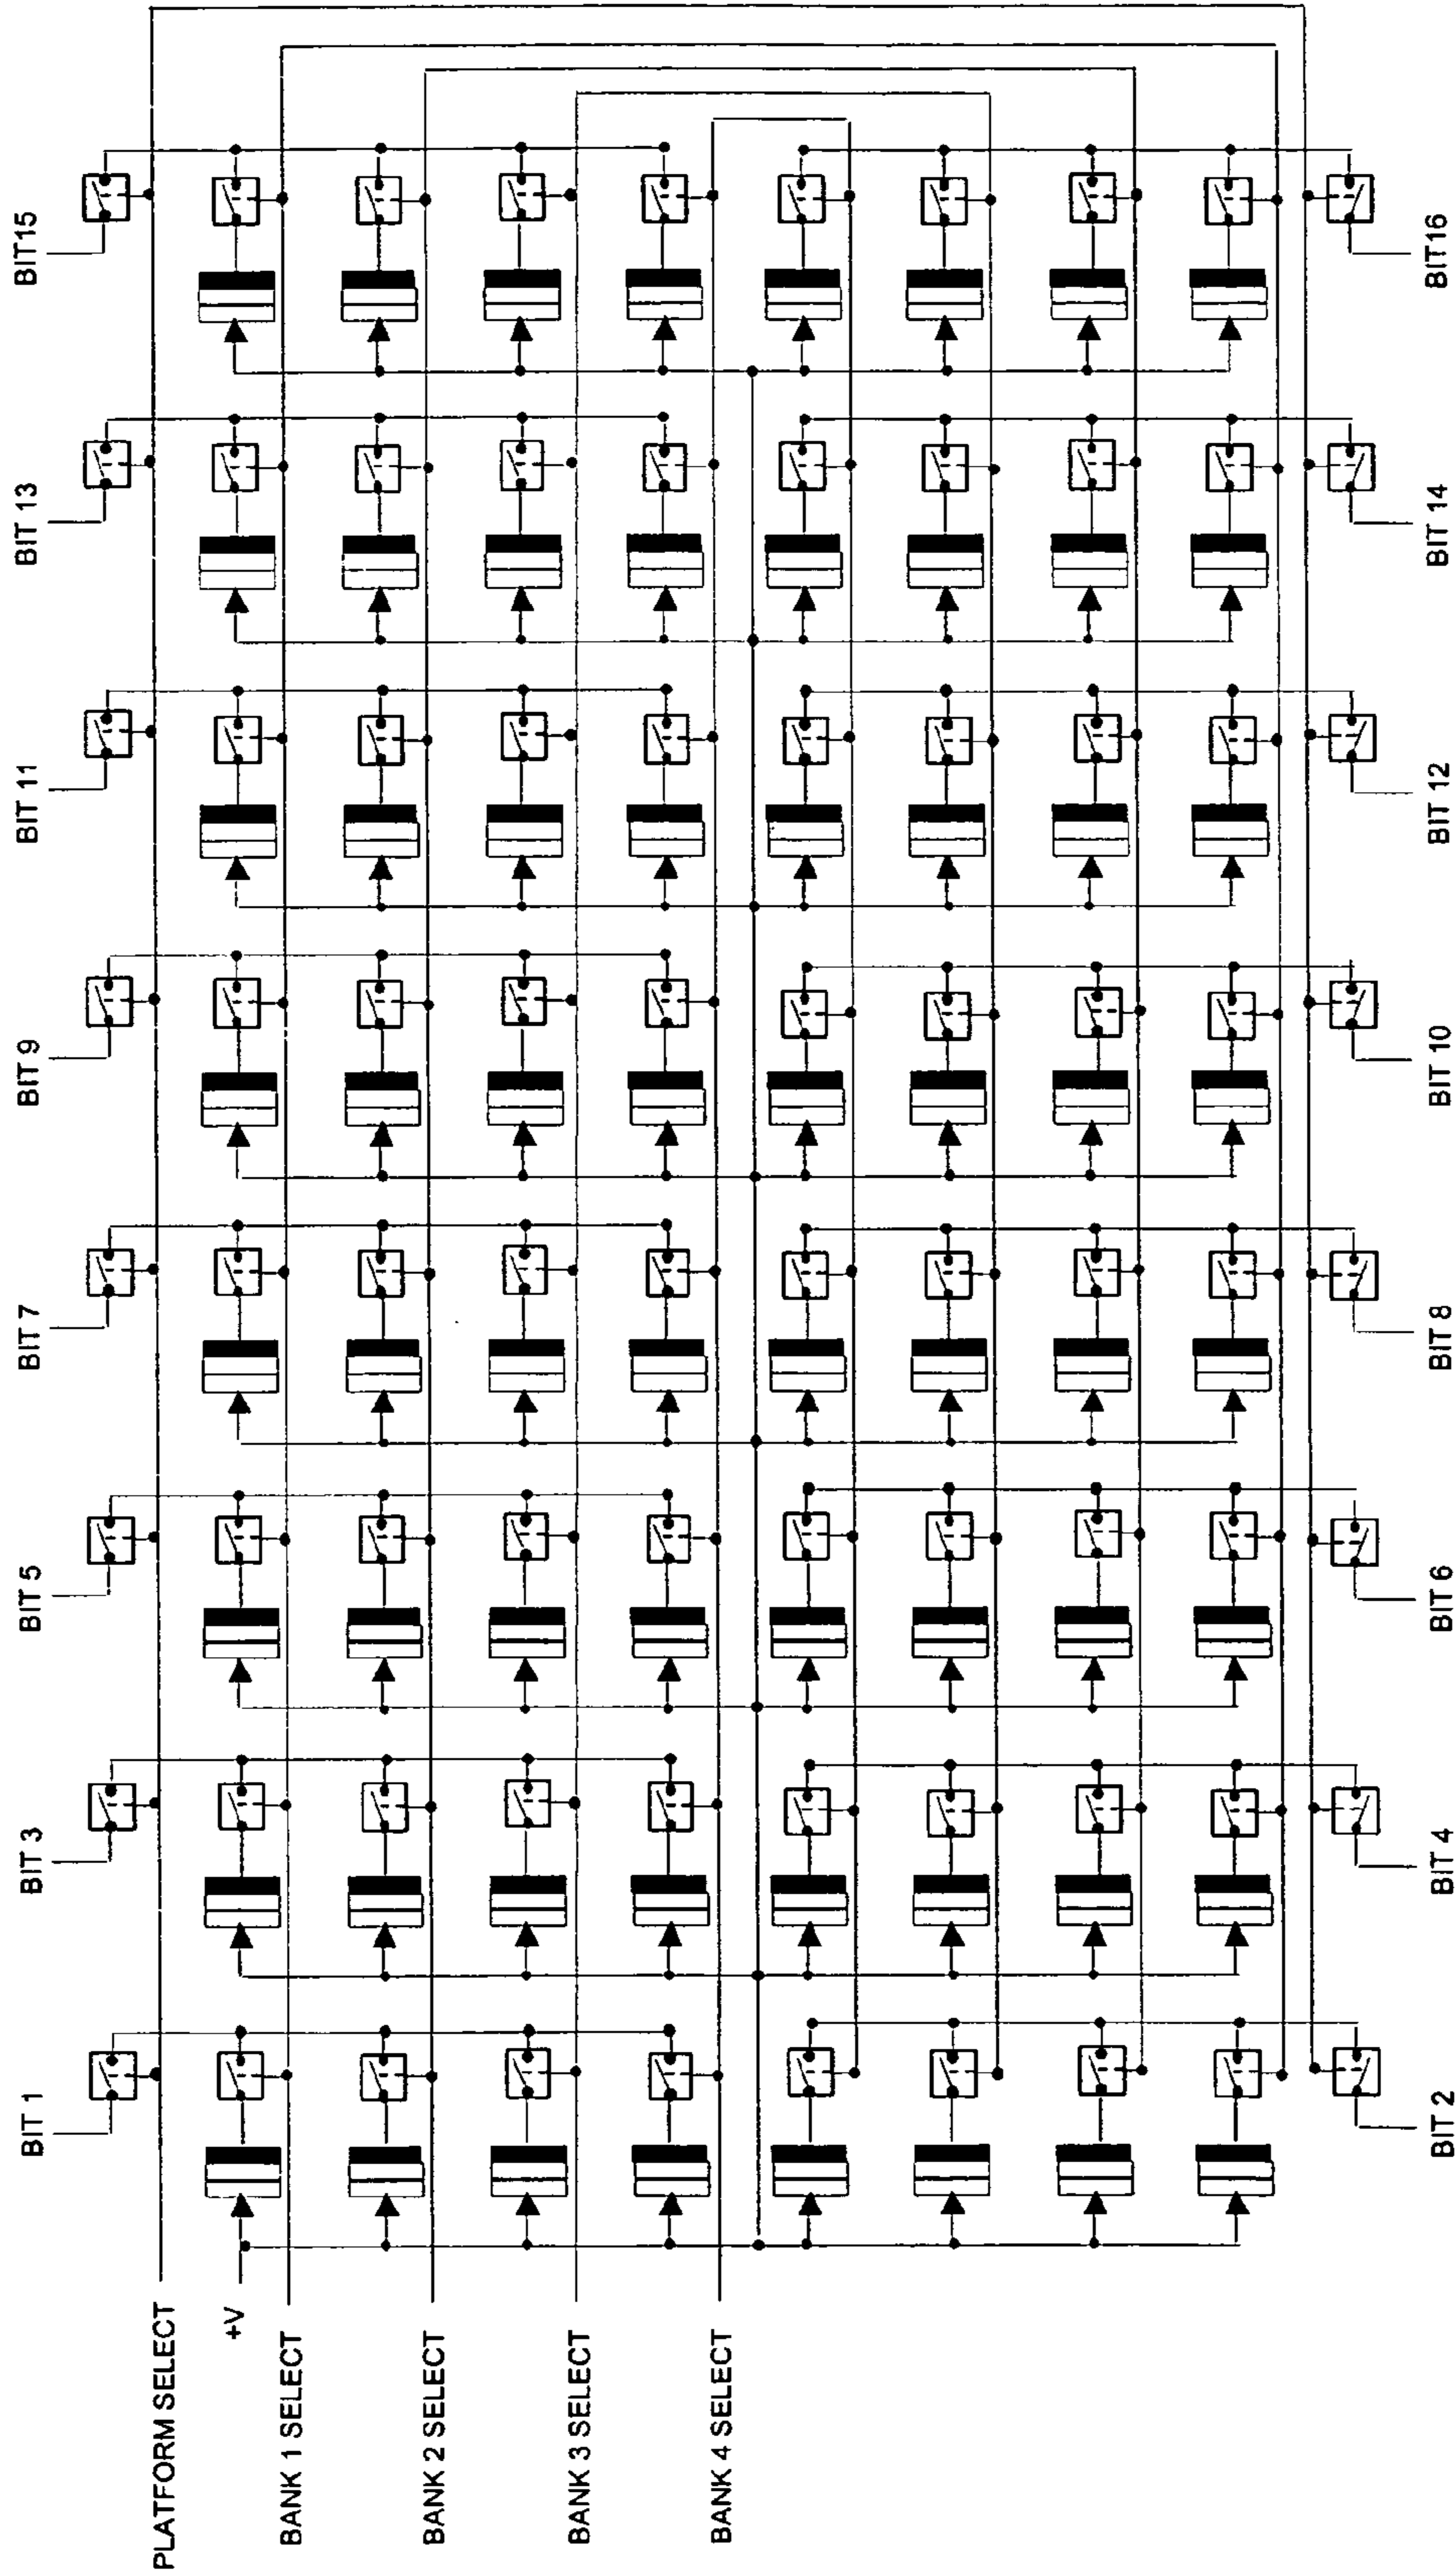 BIT 1
BIT 3
BIT 5
BIT 7
BIT 9
BIT 11
BIT 13
BIT15
PLATFORM SELECT
+V
BANK 1 SELECT
BANK 2 SELECT
BANK 3 SELECT
BANK 4 SELECT
BIT 2
BIT 4
BIT 6
BIT 8
BIT 10
BIT 12
BIT 14
BIT16